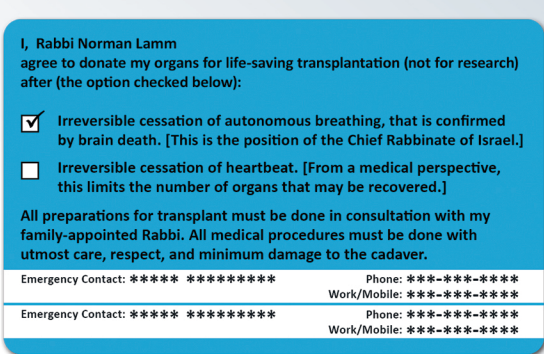 I, Rabbi Norman Lamm
agree to donate my organs for life-saving transplantation (not for research)
after (the option checked below):
Irreversible cessation of autonomous breathing, that is confirmed
by brain death. [This is the position of the Chief Rabbinate of Israel.]
Irreversible cessation of heartbeat. [From a medical perspective,
this limits the number of organs that may be recovered.]
All preparations for transplant must be done in consultation with my
family-appointed Rabbi. All medical procedures must be done with
utmost care, respect, and minimum damage to the cadaver.
Emergency Contact: ***** ********* Phone: ***-***-****
Work/Mobile: ***-***-****
Emergency Contact: ***** ********* Phone: ***-***-****
Work/Mobile: ***-***-****